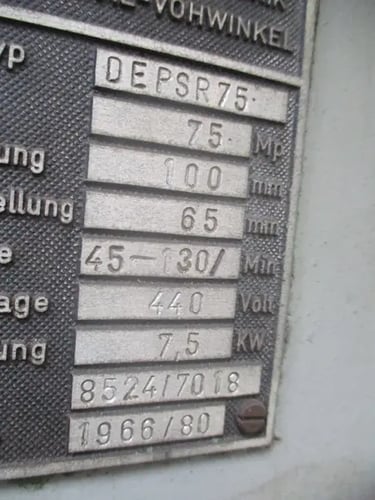 -VOHWINKEL
YP
DEPSR75
75 Mp
ung 100 mm
ellung 65 mm
e 45-130/ Min.
age 440 Volt
ung 7,5 KW
8524/7018
1966/80